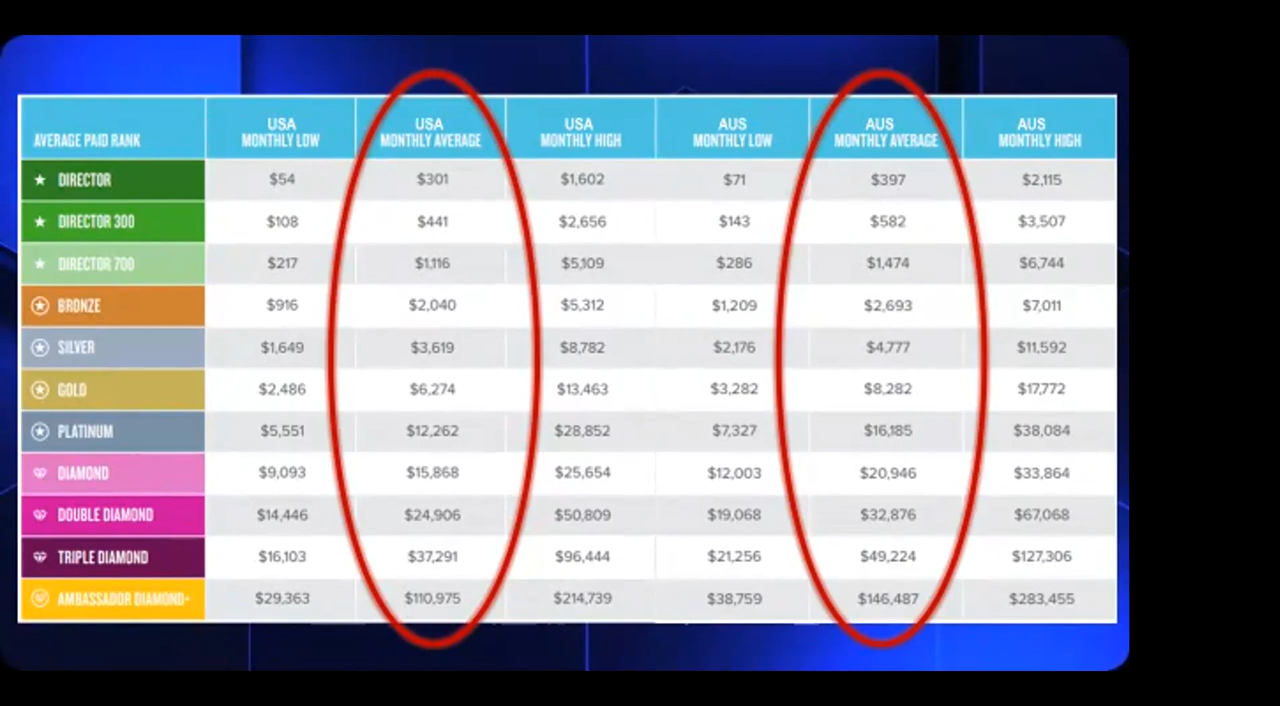 AVERAGE PAID RANK USA MONTHLY LOW USA MONTHLY AVERAGE USA MONTHLY HIGH AUS MONTHLY LOW AUS MONTHLY AVERAGE AUS MONTHLY HIGH
DIRECTOR $54 $301 $1,602 $71 $397 $2,115
DIRECTOR 300 $108 $441 $2,656 $143 $582 $3,507
DIRECTOR 700 $217 $1,116 $5,109 $286 $1,474 $6,744
BRONZE $916 $2,040 $5,312 $1,209 $2,693 $7,011
SILVER $1,649 $3,619 $8,782 $2,176 $4,777 $11,592
GOLD $2,486 $6,274 $13,463 $3,282 $8,282 $17,772
PLATINUM $5,551 $12,262 $28,852 $7,327 $16,185 $38,084
DIAMOND $9,093 $15,868 $25,654 $12,003 $20,946 $33,864
DOUBLE DIAMOND $14,446 $24,906 $50,809 $19,068 $32,876 $67,068
TRIPLE DIAMOND $16,103 $37,291 $96,444 $21,256 $49,224 $127,306
AMBASSADOR DIAMOND+ $29,363 $110,975 $214,739 $38,759 $146,487 $283,455